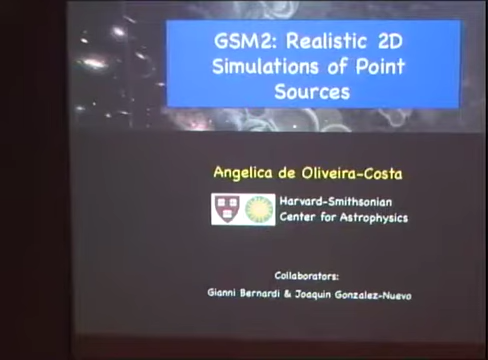 GSM2: Realistic 2D
Simulations of Point
Sources
Angelica de Oliveira-Costa
Harvard-Smithsonian
Center for Astrophysics
Collaborators:
Gianni Bernardi & Joaquin Gonzalez-Nuevo